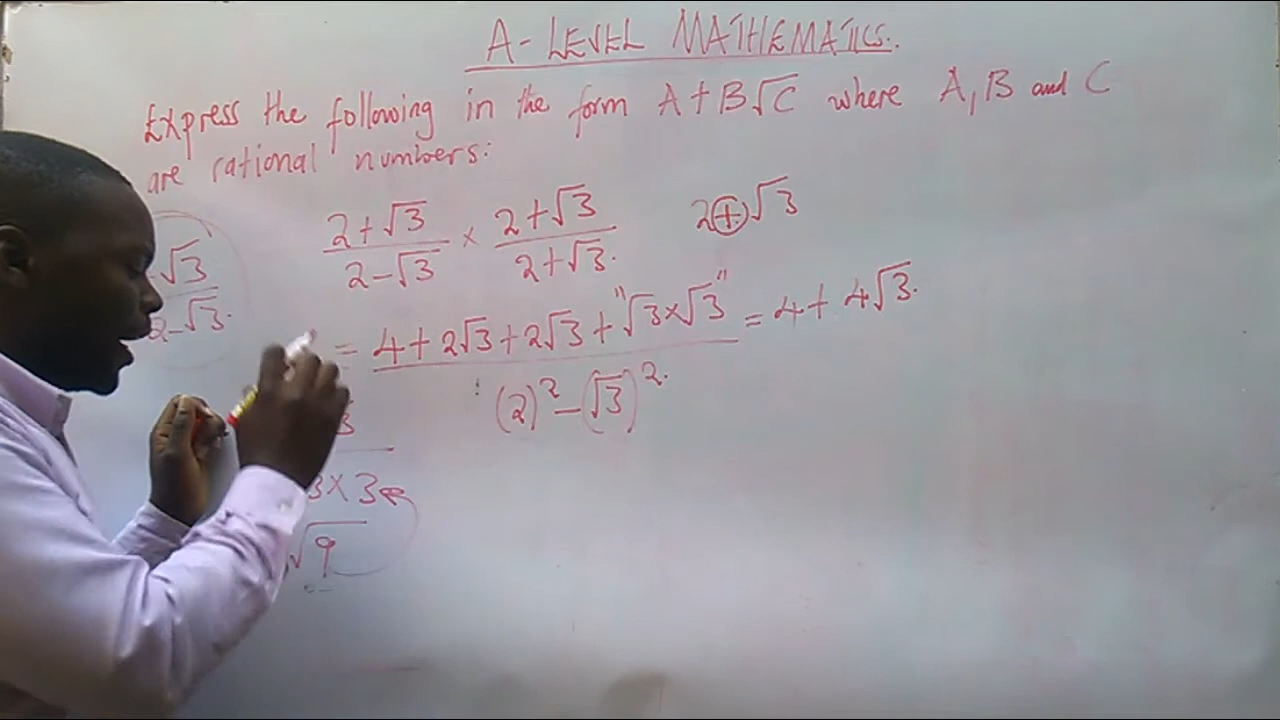 A- LEVEL MATHEMATICS.
Express the following in the form A+B√C where A, B and C
are rational numbers:
(2+√3)/(2-√3) × (2+√3)/(2+√3). 2+√3
√3/2-√3.
= (4+2√3+2√3+"√3×√3")/((2)²-(√3)²) = 4+4√3.
3
3×3
√9